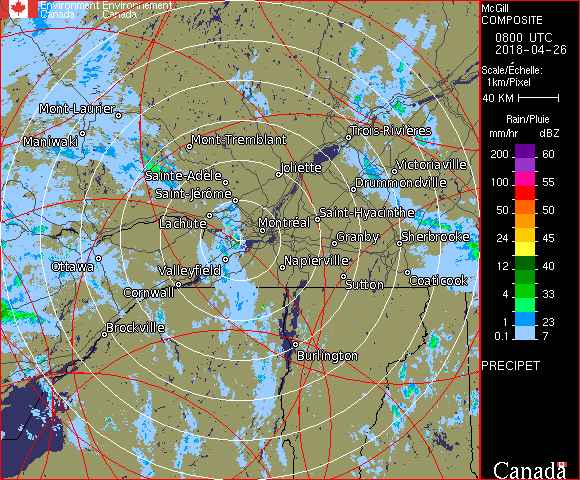 Environment Environnement
Canada Canada
McGill
COMPOSITE
0800 UTC
2018-04-26
Scale/Échelle:
1km/Pixel
40 KM
Rain/Pluie
mm/hr dBZ
200 60
100 55
50 50
24 45
12 40
4 33
1 23
0.1 7
PRECIPET
Canada
Mont-Laurier
Maniwaki
Mont-Tremblant
Trois-Rivières
Sainte-Adèle
Joliette
Victoriaville
Saint-Jérôme
Drummondville
Lachute
Montréal
Saint-Hyacinthe
Granby
Sherbrooke
Ottawa
Valleyfield
Napierville
Cornwall
Sutton
Coaticook
Brockville
Burlington